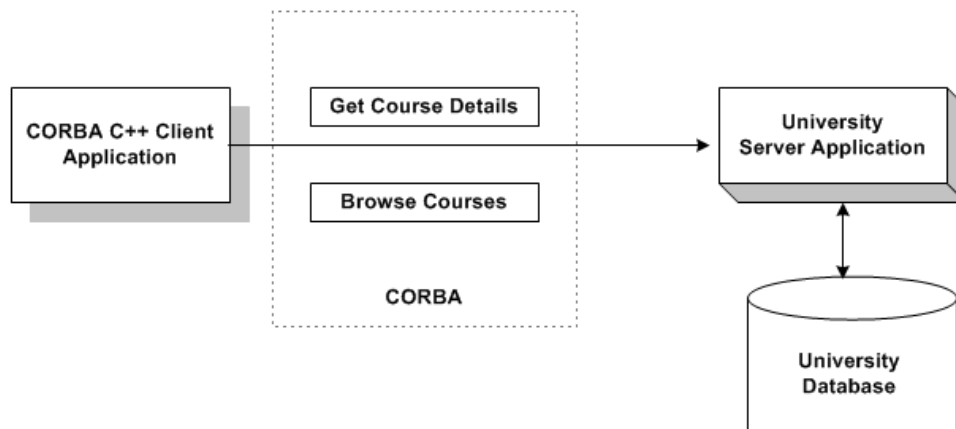 CORBA C++ Client
Application
Get Course Details
Browse Courses
CORBA
University
Server Application
University
Database